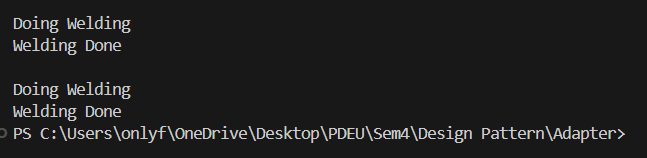 Doing Welding
Welding Done
Doing Welding
Welding Done
PS C:\Users\onlyf\OneDrive\Desktop\PDEU\Sem4\Design Pattern\Adapter>